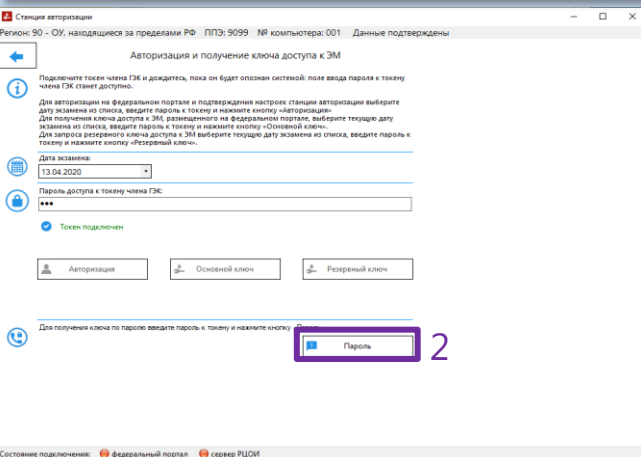 Станция авторизации
Регион: 90 - ОУ, находящиеся за пределами РФ ППЭ: 9099 № компьютера: 001 Данные подтверждены
Авторизация и получение ключа доступа к ЭМ
Подключите токен члена ГЭК и дождитесь, пока он будет опознан системой: поле ввода пароля к токену
члена ГЭК станет доступно.
Для авторизации на федеральном портале и подтверждения настроек станции авторизации выберите
дату экзамена из списка, введите пароль к токену и нажмите кнопку «Авторизация»
Для получения ключа доступа к ЭМ, размещенного на федеральном портале, выберите текущую дату
экзамена из списка, введите пароль к токену и нажмите кнопку «Основной ключ».
Для запроса резервного ключа доступа к ЭМ выберите текущую дату экзамена из списка, введите пароль к
токену и нажмите кнопку «Резервный ключ».
Дата экзамена:
13.04.2020
Пароль доступа к токену члена ГЭК:
•••
Токен подключен
Авторизация Основной ключ Резервный ключ
Для получения ключа по паролю введите пароль к токену и нажмите кнопку
Пароль 2
Состояние подключения: федеральный портал сервер РЦОИ